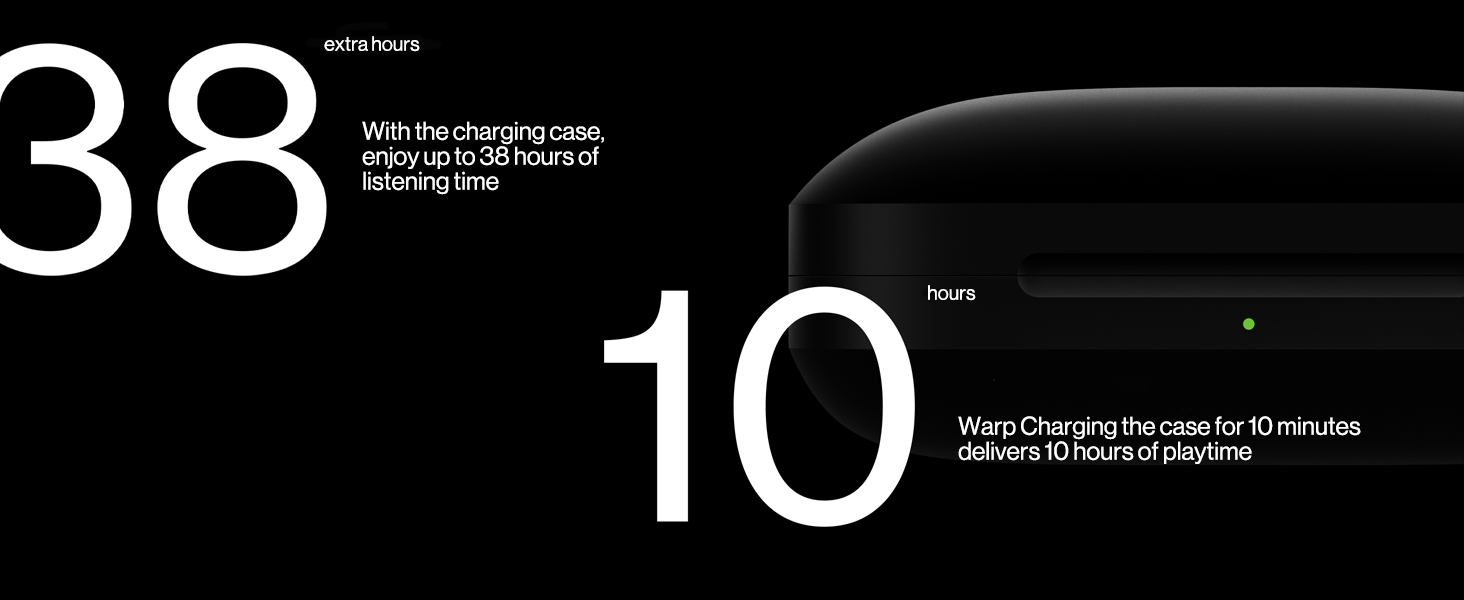 38
extra hours
With the charging case,
enjoy up to 38 hours of
listening time
10
hours
Warp Charging the case for 10 minutes
delivers 10 hours of playtime